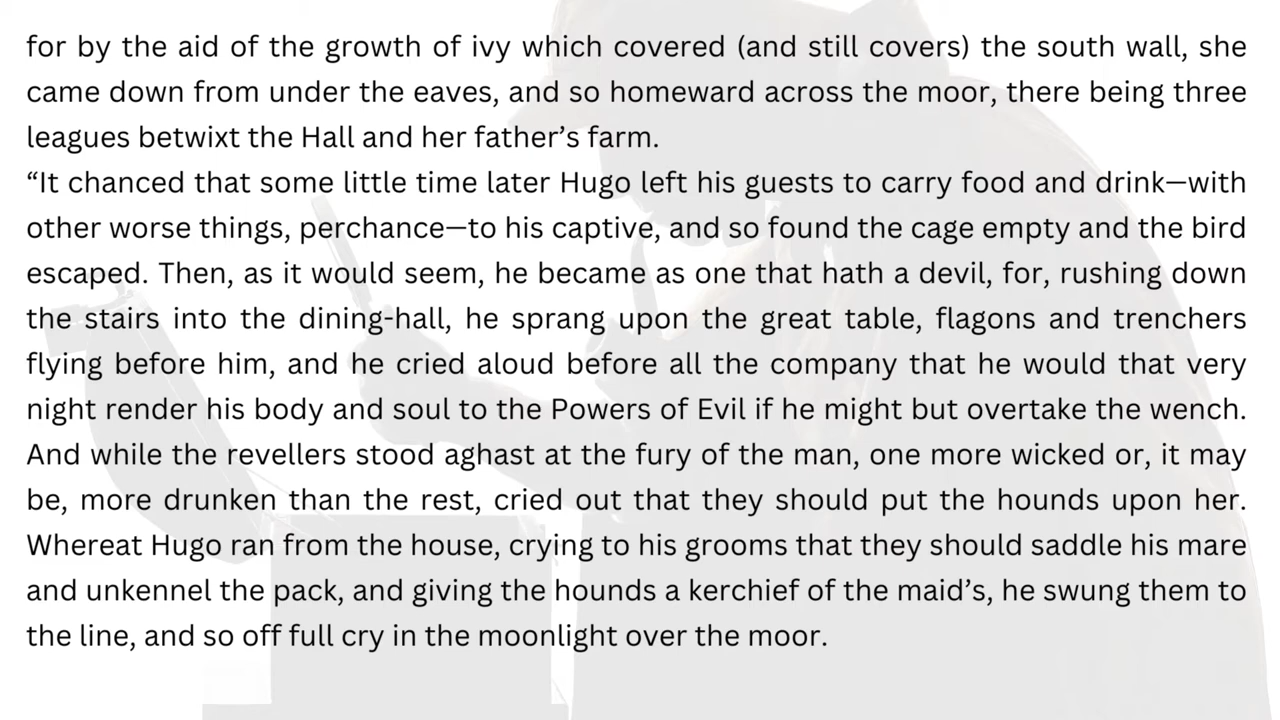 for by the aid of the growth of ivy which covered (and still covers) the south wall, she
came down from under the eaves, and so homeward across the moor, there being three
leagues betwixt the Hall and her father’s farm.
“It chanced that some little time later Hugo left his guests to carry food and drink—with
other worse things, perchance—to his captive, and so found the cage empty and the bird
escaped. Then, as it would seem, he became as one that hath a devil, for, rushing down
the stairs into the dining-hall, he sprang upon the great table, flagons and trenchers
flying before him, and he cried aloud before all the company that he would that very
night render his body and soul to the Powers of Evil if he might but overtake the wench.
And while the revellers stood aghast at the fury of the man, one more wicked or, it may
be, more drunken than the rest, cried out that they should put the hounds upon her.
Whereat Hugo ran from the house, crying to his grooms that they should saddle his mare
and unkennel the pack, and giving the hounds a kerchief of the maid’s, he swung them to
the line, and so off full cry in the moonlight over the moor.